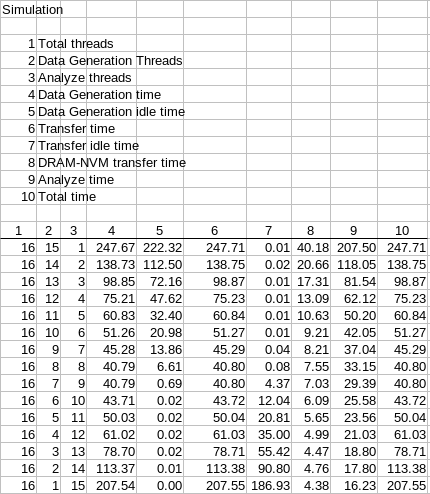 Simulation
1 Total threads
2 Data Generation Threads
3 Analyze threads
4 Data Generation time
5 Data Generation idle time
6 Transfer time
7 Transfer idle time
8 DRAM-NVM transfer time
9 Analyze time
10 Total time
1 2 3 4 5 6 7 8 9 10
16 15 1 247.67 222.32 247.71 0.01 40.18 207.50 247.71
16 14 2 138.73 112.50 138.75 0.02 20.66 118.05 138.75
16 13 3 98.85 72.16 98.87 0.01 17.31 81.54 98.87
16 12 4 75.21 47.62 75.23 0.01 13.09 62.12 75.23
16 11 5 60.83 32.40 60.84 0.01 10.63 50.20 60.84
16 10 6 51.26 20.98 51.27 0.01 9.21 42.05 51.27
16 9 7 45.28 13.86 45.29 0.04 8.21 37.04 45.29
16 8 8 40.79 6.61 40.80 0.08 7.55 33.15 40.80
16 7 9 40.79 0.69 40.80 4.37 7.03 29.39 40.80
16 6 10 43.71 0.02 43.72 12.04 6.09 25.58 43.72
16 5 11 50.03 0.02 50.04 20.81 5.65 23.56 50.04
16 4 12 61.02 0.02 61.03 35.00 4.99 21.03 61.03
16 3 13 78.70 0.02 78.71 55.42 4.47 18.80 78.71
16 2 14 113.37 0.01 113.38 90.80 4.76 17.80 113.38
16 1 15 207.54 0.00 207.55 186.93 4.38 16.23 207.55